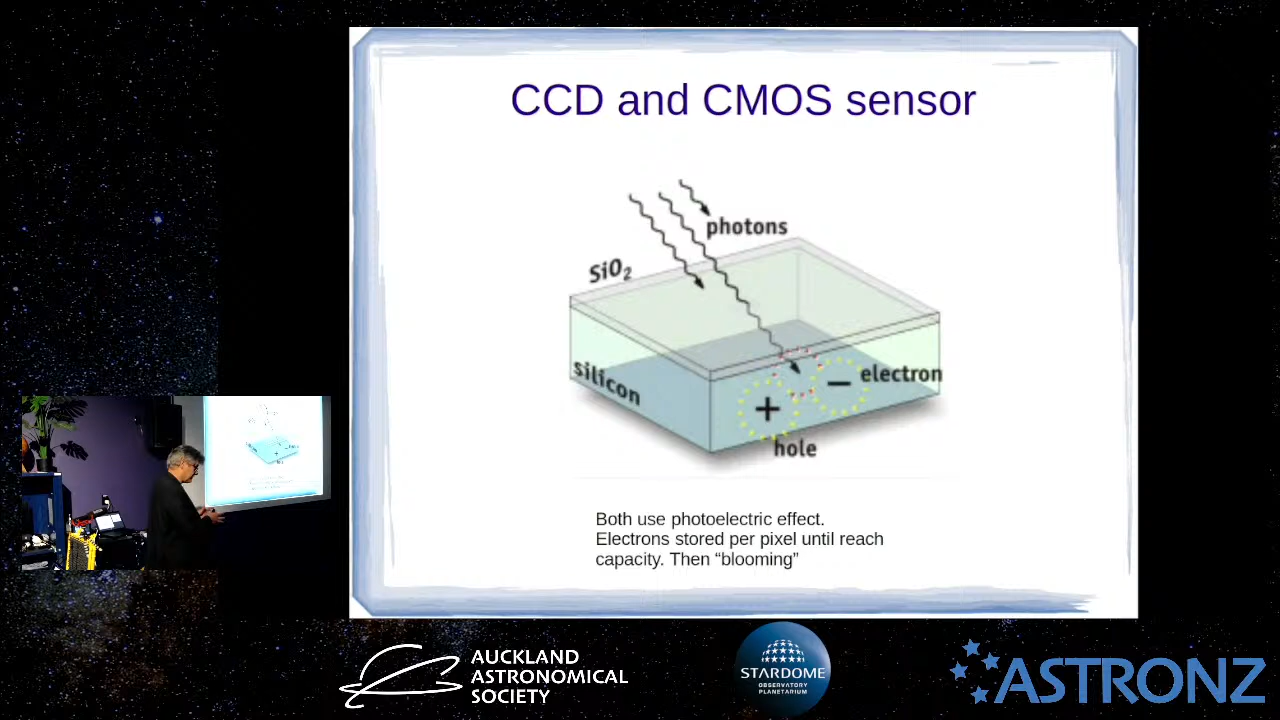 CCD and CMOS sensor
photons
SiO₂
silicon
electron
+
−
hole
Both use photoelectric effect.
Electrons stored per pixel until reach
capacity. Then “blooming”
AUCKLAND
ASTRONOMICAL
SOCIETY
STARDOME
OBSERVATORY
PLANETARIUM
ASTRONZ